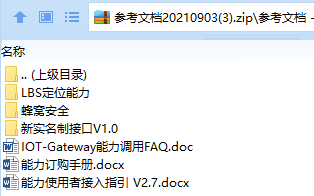 参考文档20210903(3).zip\参考文档 -
名称
.. (上级目录)
LBS定位能力
蜂窝安全
新实名制接口V1.0
IOT-Gateway能力调用FAQ.doc
能力订购手册.docx
能力使用者接入指引 V2.7.docx